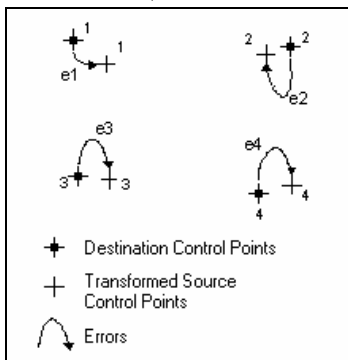 1 1
e1
2 2
e2
e3
3 3
e4
4 4
Destination Control Points
Transformed Source
Control Points
Errors